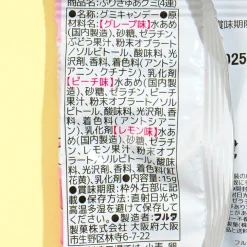 商品名:ぷりきゅあグミ(4連)
●名称:グミキャンデー●原
材料名:【グレープ味】水あめ
(国内製造)、砂糖、ゼラチン、
ぶどう果汁、粉末オブラート/
ソルビトール、酸味料、光
沢剤、香料、着色料(アント
シアニン、クチナシ)、乳化剤
【ピーチ味】水あめ(国内製
造)、砂糖、ゼラチン、もも果
汁、粉末オブラート/ソルビ
トール、酸味料、光沢剤、香
料、着色料(アントシアニ
ン)、乳化剤【レモン味】水あ
め(国内製造)、砂糖、ゼラチ
ン、レモン果汁、粉末オブ
ラート/ソルビトール、酸味
料、光沢剤、香料、着色料(紅
花黄)、乳化剤●内容量:15g
●賞味期限:枠外右部に記
載●保存方法:直射日光や
高温多湿を避けて保存して
ください。●製造者:フルタ
製菓株式会社 大阪府大阪
市生野区林寺6-7-22
賞味期限
025